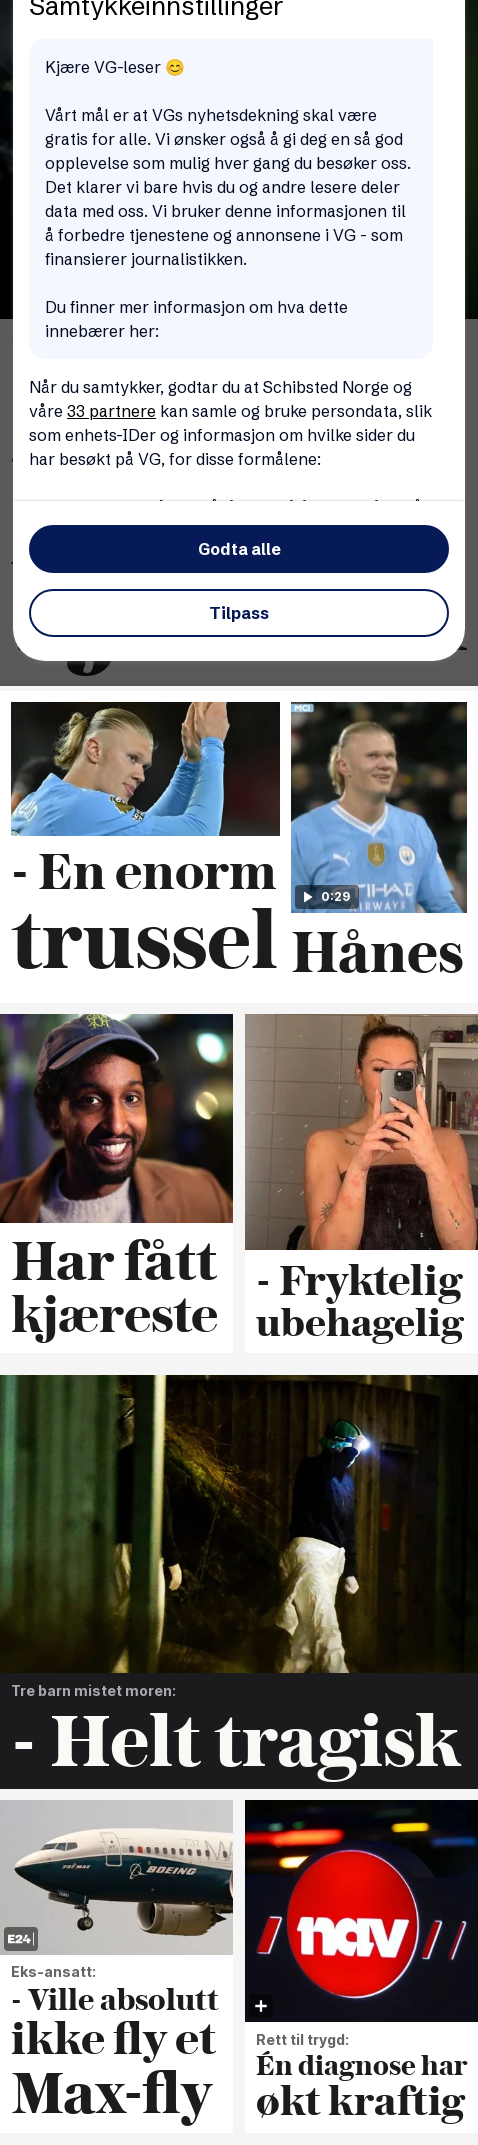 Samtykkeinnstillinger
Kjære VG-leser 😊
Vårt mål er at VGs nyhetsdekning skal være
gratis for alle. Vi ønsker også å gi deg en så god
opplevelse som mulig hver gang du besøker oss.
Det klarer vi bare hvis du og andre lesere deler
data med oss. Vi bruker denne informasjonen til
å forbedre tjenestene og annonsene i VG - som
finansierer journalistikken.
Du finner mer informasjon om hva dette
innebærer her:
Når du samtykker, godtar du at Schibsted Norge og
våre 33 partnere kan samle og bruke persondata, slik
som enhets-IDer og informasjon om hvilke sider du
har besøkt på VG, for disse formålene:
Godta alle
Tilpass
MCI
ETIHAD
AIRWAYS
0:29
- En enorm
trussel
Hånes
Har fått
kjæreste
- Fryktelig
ubehagelig
Tre barn mistet moren:
- Helt tragisk
737 MAX
BOEING
E24
Eks-ansatt:
- Ville absolutt
ikke fly et
Max-fly
nav
Rett til trygd:
Én diagnose har
økt kraftig